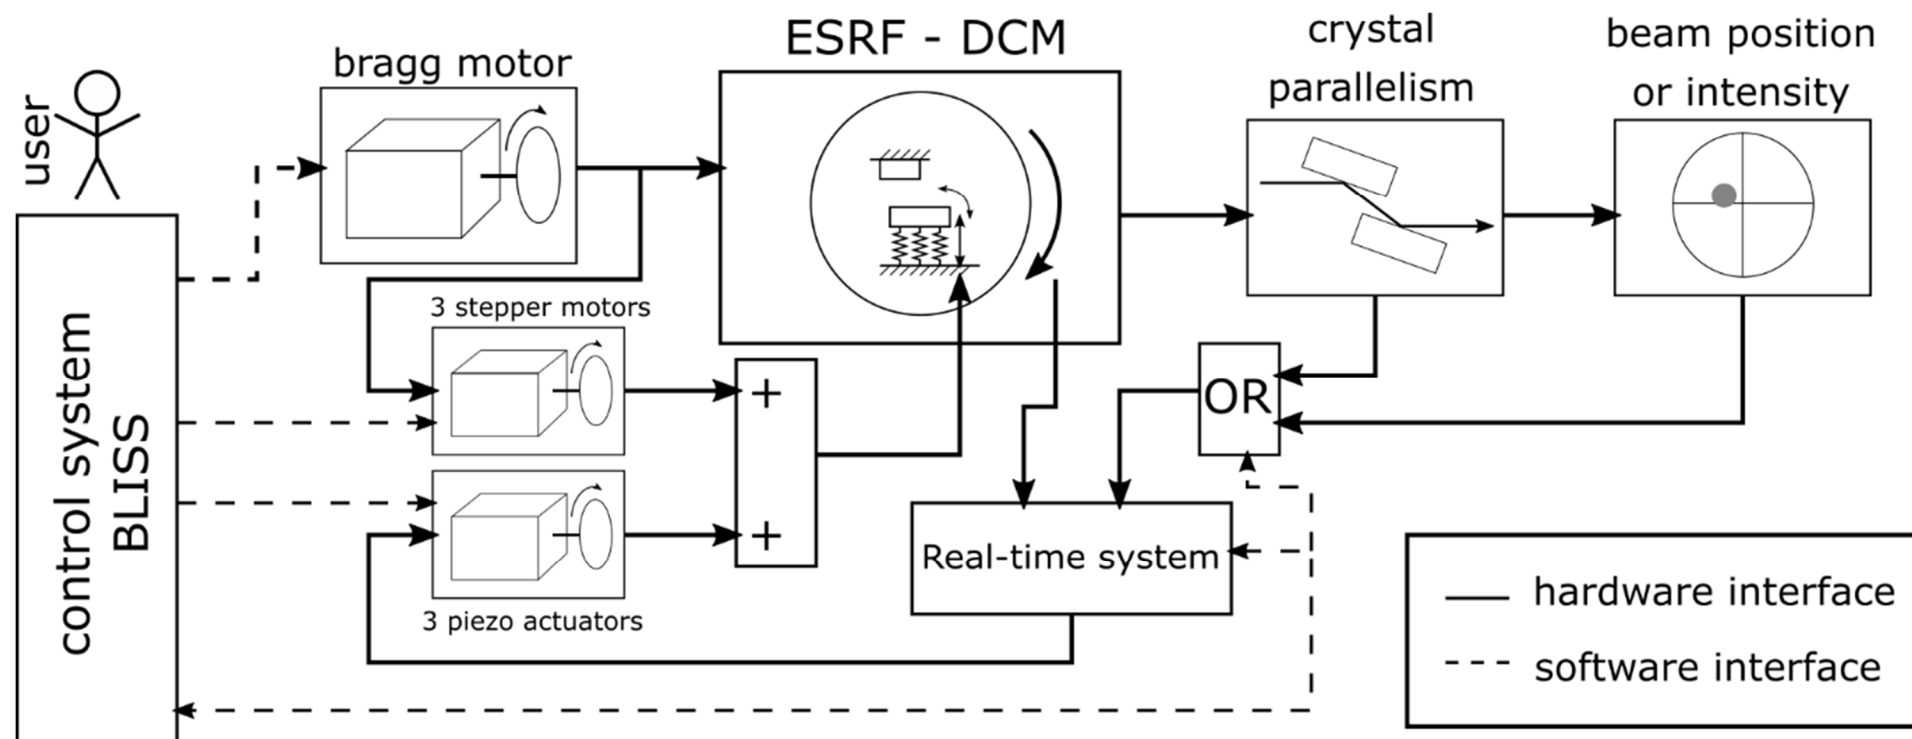 user
control system
BLISS
bragg motor
ESRF - DCM
crystal
parallelism
beam position
or intensity
3 stepper motors
+
+
3 piezo actuators
OR
Real-time system
hardware interface
software interface